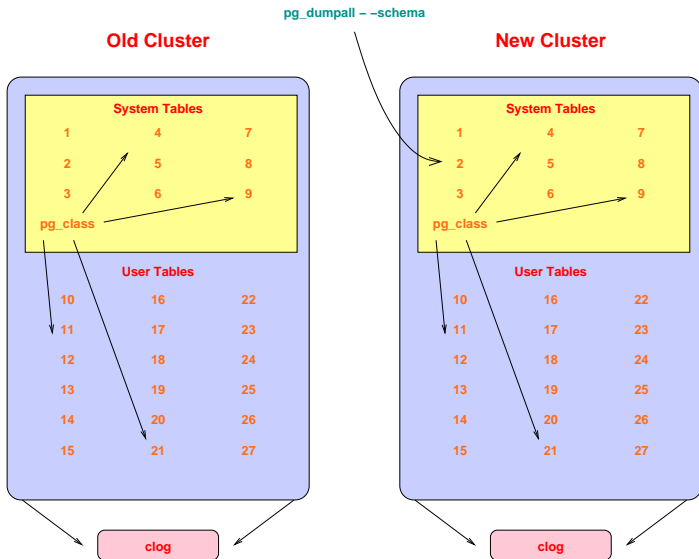 pg_dumpall − −schema
Old Cluster
System Tables
1 4 7
2 5 8
3 6 9
pg_class
User Tables
10 16 22
11 17 23
12 18 24
13 19 25
14 20 26
15 21 27
clog
New Cluster
System Tables
1 4 7
2 5 8
3 6 9
pg_class
User Tables
10 16 22
11 17 23
12 18 24
13 19 25
14 20 26
15 21 27
clog